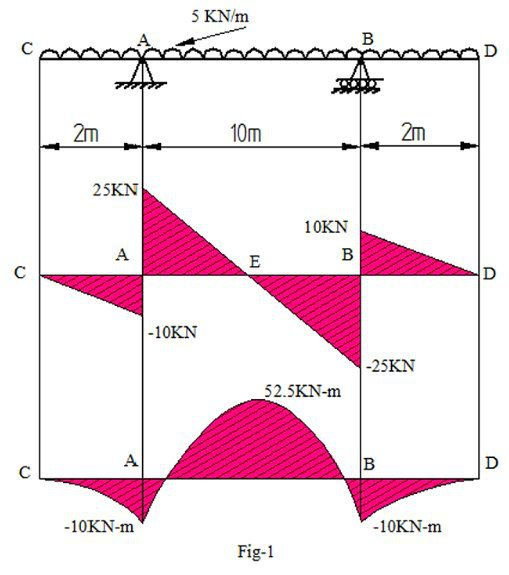 5 KN/m
C A B D
2m 10m 2m
25KN
10KN
C A E B D
-10KN
-25KN
52.5KN-m
C A B D
-10KN-m -10KN-m
Fig-1